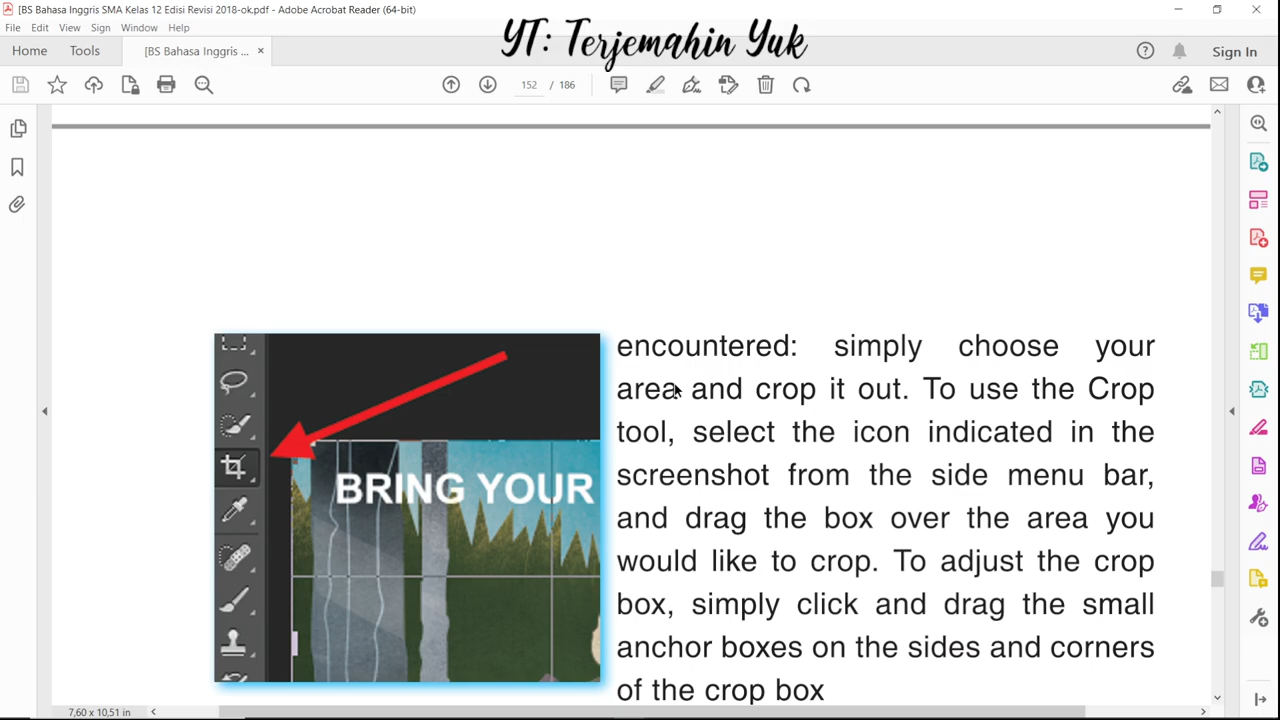 [BS Bahasa Inggris SMA Kelas 12 Edisi Revisi 2018-ok.pdf - Adobe Acrobat Reader (64-bit)
File Edit View Sign Window Help
YT: Terjemahin Yuk
Home Tools [BS Bahasa Inggris ... × Sign In
152 / 186
encountered: simply choose your
area and crop it out. To use the Crop
tool, select the icon indicated in the
screenshot from the side menu bar,
and drag the box over the area you
would like to crop. To adjust the crop
box, simply click and drag the small
anchor boxes on the sides and corners
of the crop box
BRING YOUR
7,60 x 10,51 in